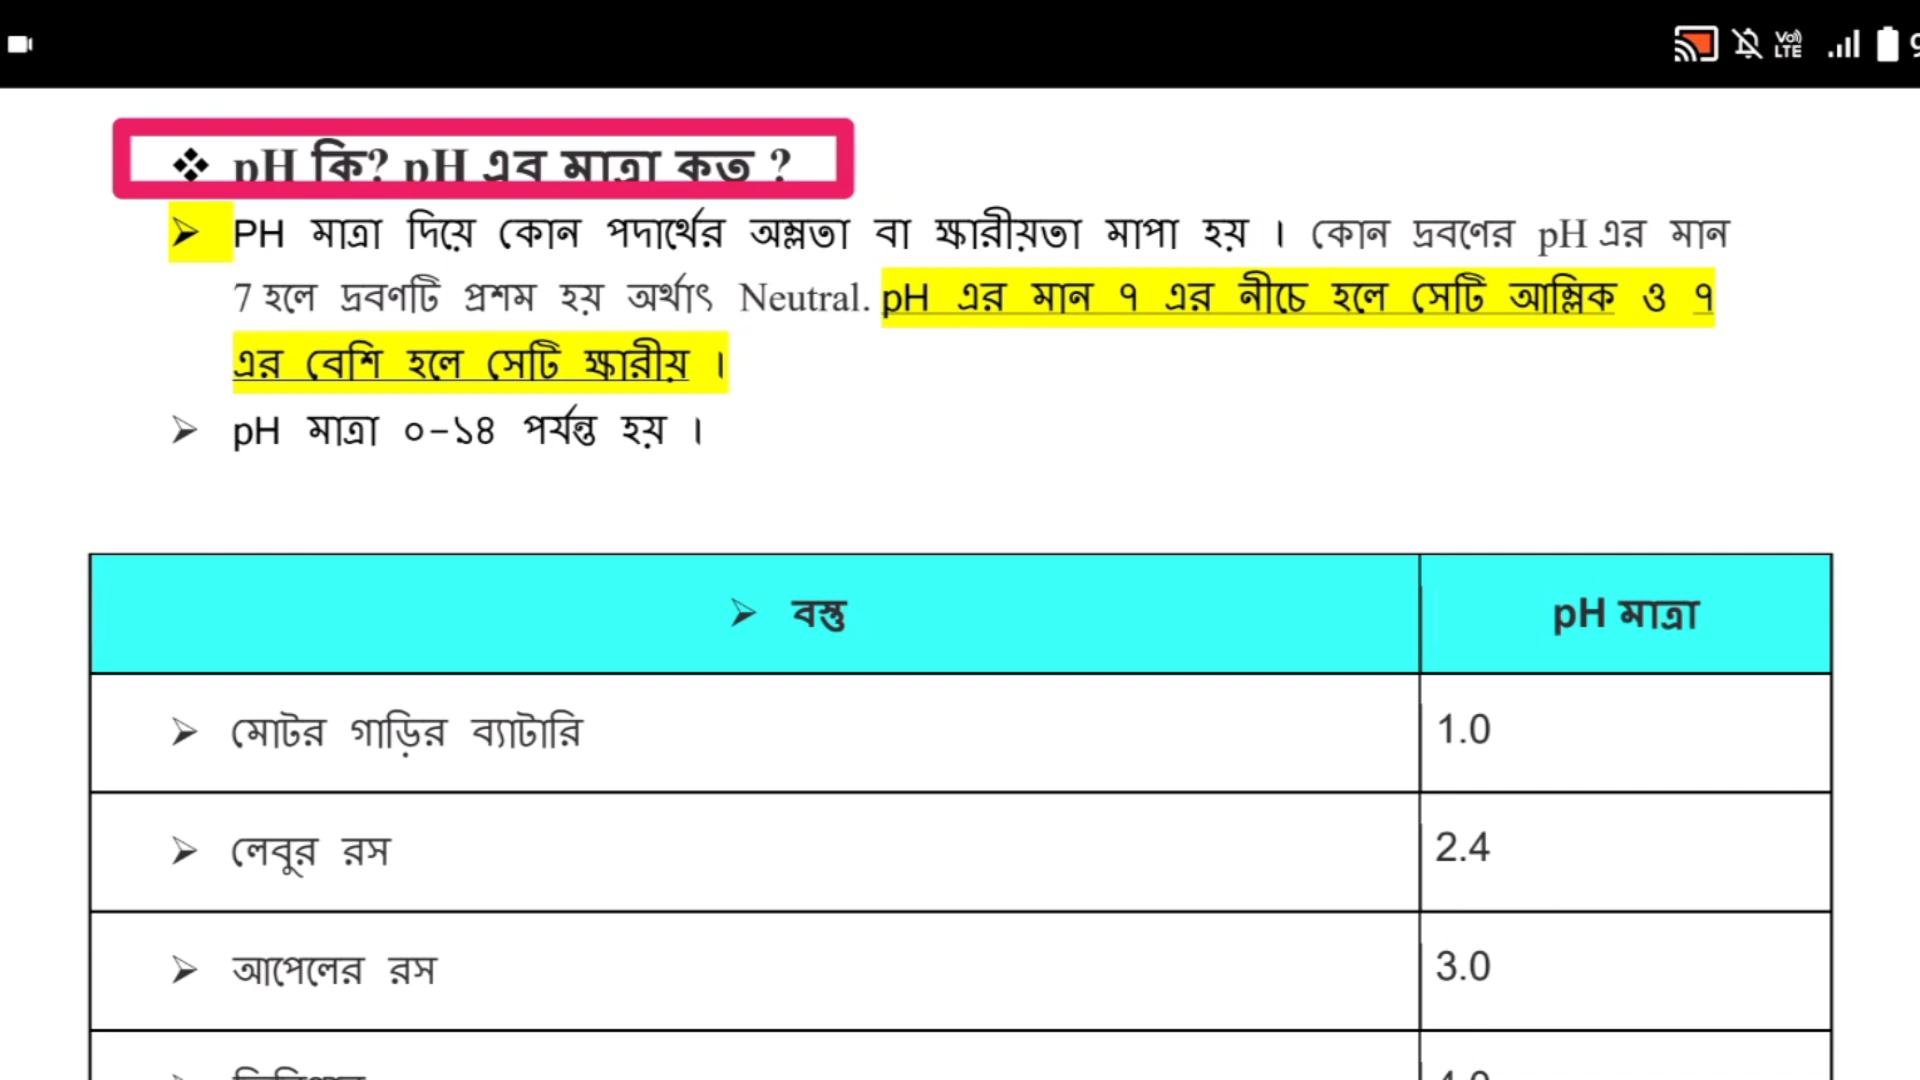 Vo) LTE
❖ pH কি? pH এর মাত্রা কত ?
➢ PH মাত্রা দিয়ে কোন পদার্থের অম্লতা বা ক্ষারীয়তা মাপা হয় । কোন দ্রবণের pH এর মান
7 হলে দ্রবণটি প্রশম হয় অর্থাৎ Neutral. pH এর মান ৭ এর নীচে হলে সেটি আম্লিক ও ৭
এর বেশি হলে সেটি ক্ষারীয় ।
➢ pH মাত্রা ০-১৪ পর্যন্ত হয় ।
➢ বস্তু pH মাত্রা
➢ মোটর গাড়ির ব্যাটারি 1.0
➢ লেবুর রস 2.4
➢ আপেলের রস 3.0